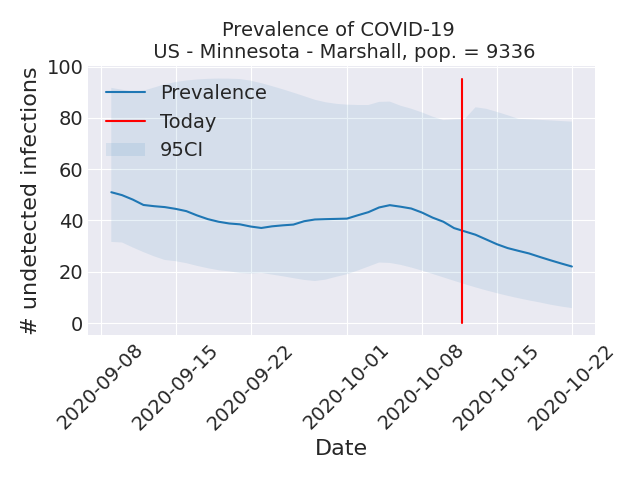 Prevalence of COVID-19
US - Minnesota - Marshall, pop. = 9336
# undetected infections
100
80
60
40
20
0
Prevalence
Today
95CI
2020-09-08
2020-09-15
2020-09-22
2020-10-01
2020-10-08
2020-10-15
2020-10-22
Date